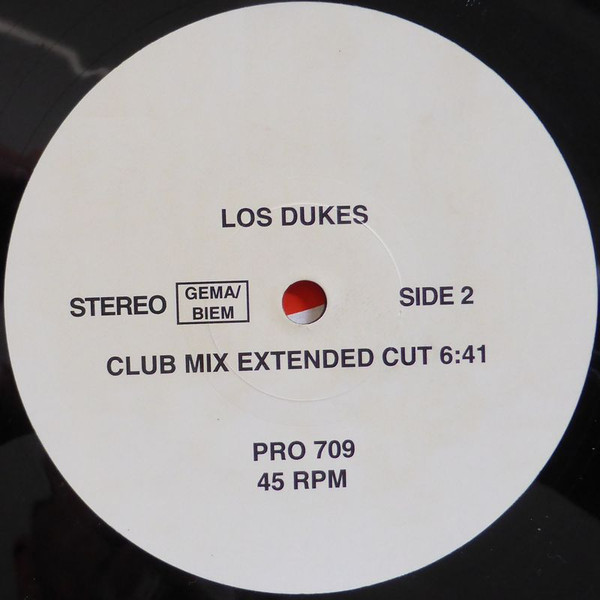 LOS DUKES
STEREO GEMA/ SIDE 2
BIEM
CLUB MIX EXTENDED CUT 6:41
PRO 709
45 RPM